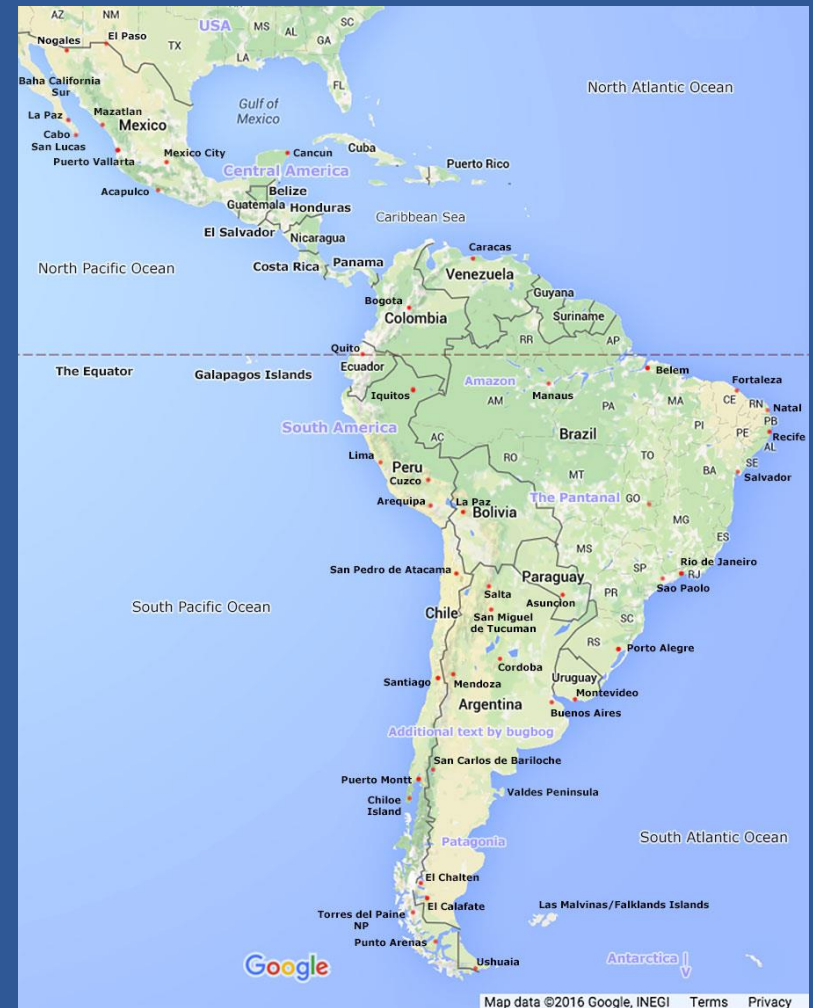 AZ
NM
USA
MS
AL
SC
GA
Nogales
El Paso
TX
LA
FL
Baha California
Sur
Gulf of
Mexico
North Atlantic Ocean
La Paz
Mazatlan
Mexico
Cabo
San Lucas
Puerto Vallarta
Mexico City
Cancun
Cuba
Puerto Rico
Central America
Acapulco
Belize
Guatemala
Honduras
Caribbean Sea
El Salvador
Nicaragua
Caracas
North Pacific Ocean
Costa Rica
Panama
Venezuela
Bogota
Guyana
Colombia
Suriname
RR
AP
Quito
The Equator
Galapagos Islands
Ecuador
Belem
Amazon
Fortaleza
Iquitos
Manaus
AM
PA
MA
CE
RN
Natal
PB
South America
AC
Brazil
PI
PE
Recife
AL
Lima
Peru
RO
TO
SE
Cuzco
MT
BA
Salvador
Arequipa
La Paz
The Pantanal
GO
Bolivia
MG
ES
MS
San Pedro de Atacama
Paraguay
SP
Rio de Janeiro
RJ
Sao Paolo
Salta
Asuncion
PR
South Pacific Ocean
Chile
San Miguel
de Tucuman
SC
RS
Porto Alegre
Cordoba
Santiago
Mendoza
Uruguay
Montevideo
Argentina
Buenos Aires
Additional text by bugbog
San Carlos de Bariloche
Puerto Montt
Chiloe
Island
Valdes Peninsula
Patagonia
South Atlantic Ocean
El Chalten
El Calafate
Las Malvinas/Falklands Islands
Torres del Paine
NP
Punto Arenas
Ushuaia
Antarctica |
V
Google
Map data ©2016 Google, INEGI Terms Privacy